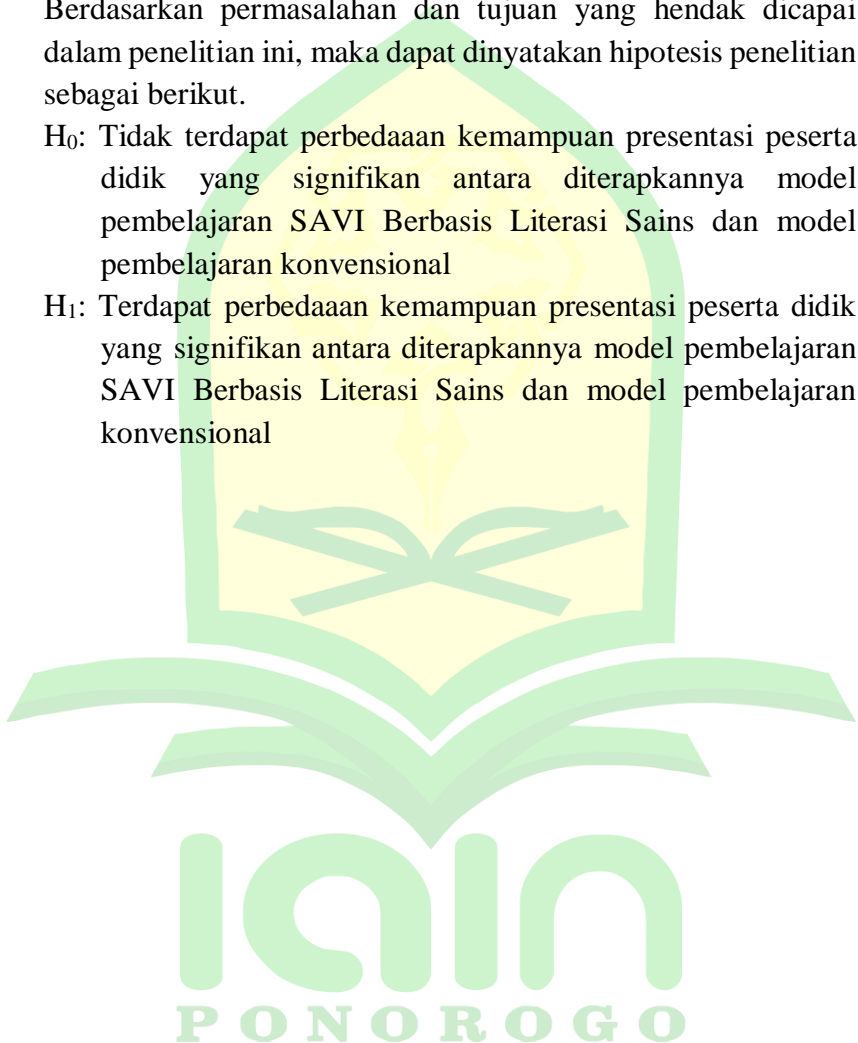 Berdasarkan permasalahan dan tujuan yang hendak dicapai
dalam penelitian ini, maka dapat dinyatakan hipotesis penelitian
sebagai berikut.
H₀: Tidak terdapat perbedaaan kemampuan presentasi peserta
didik yang signifikan antara diterapkannya model
pembelajaran SAVI Berbasis Literasi Sains dan model
pembelajaran konvensional
H₁: Terdapat perbedaaan kemampuan presentasi peserta didik
yang signifikan antara diterapkannya model pembelajaran
SAVI Berbasis Literasi Sains dan model pembelajaran
konvensional
IAIN
PONOROGO